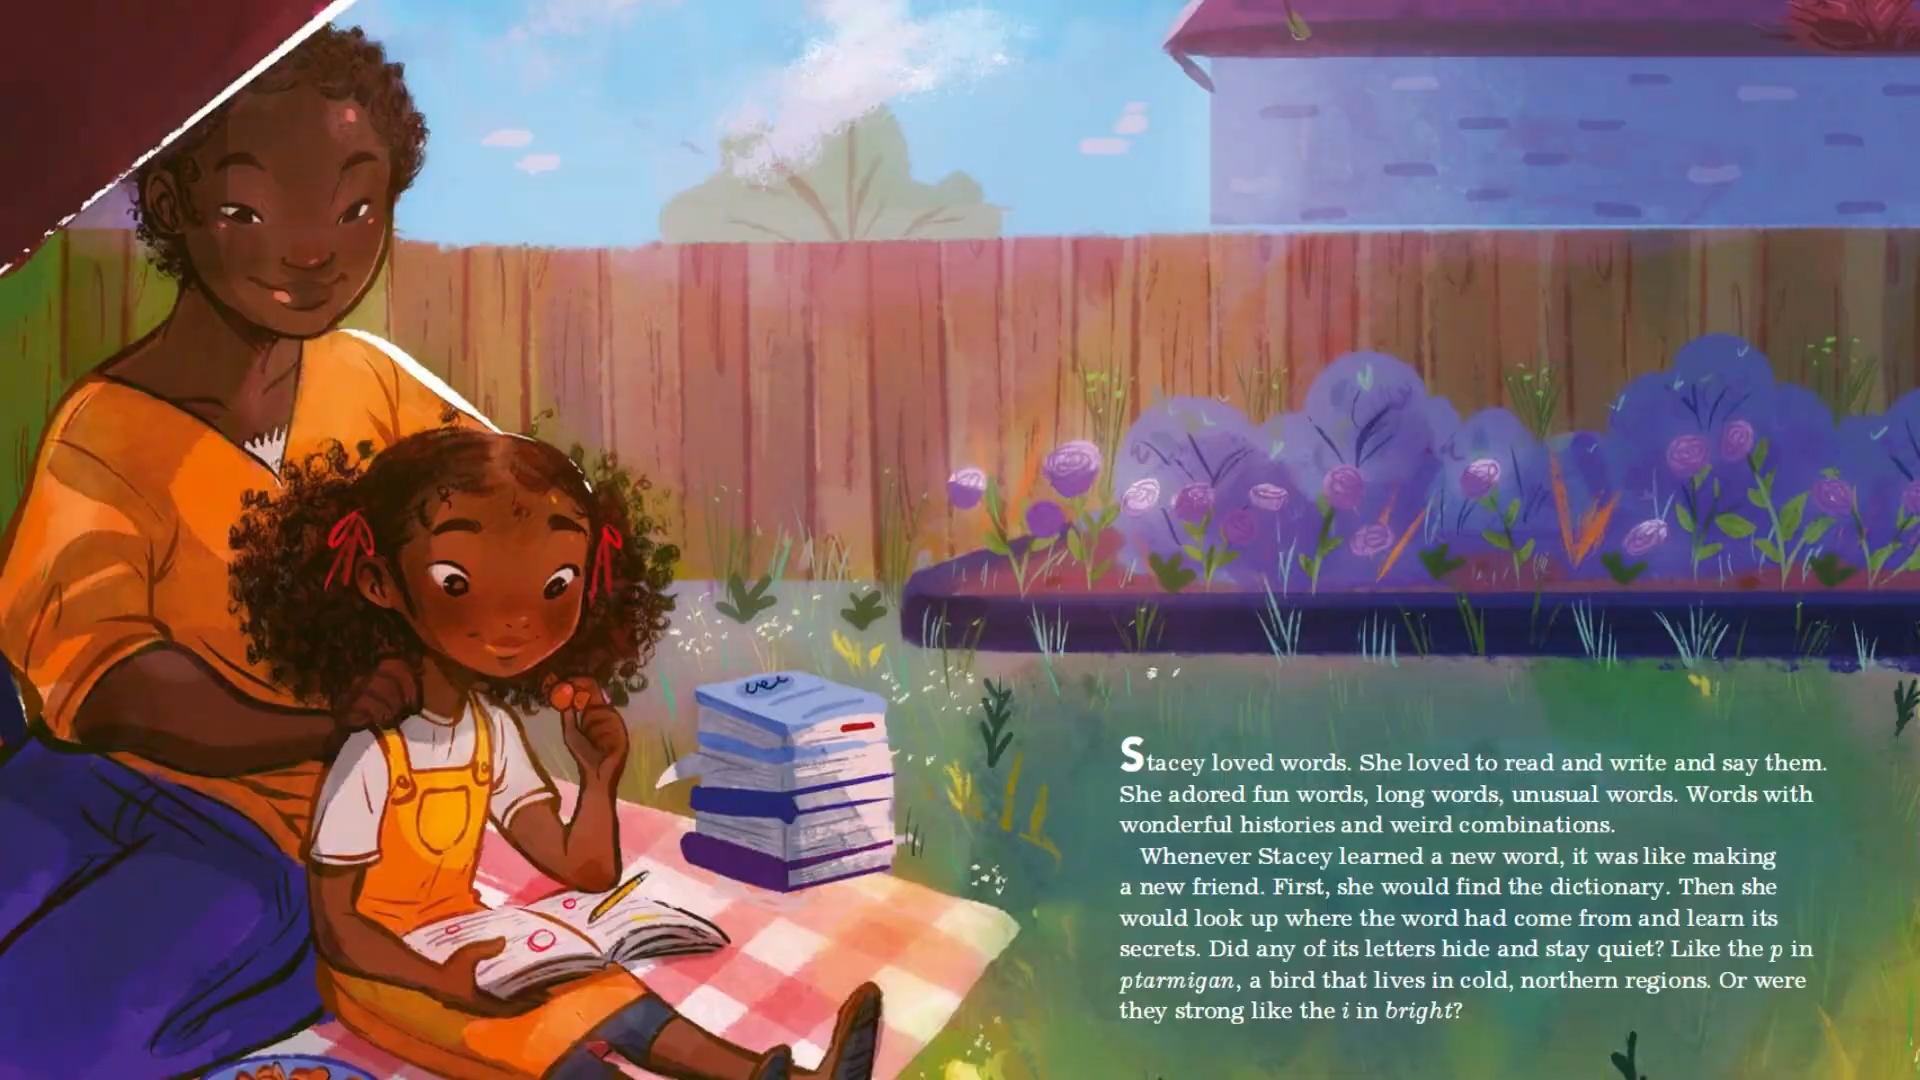 Stacey loved words. She loved to read and write and say them.
She adored fun words, long words, unusual words. Words with
wonderful histories and weird combinations.
Whenever Stacey learned a new word, it was like making
a new friend. First, she would find the dictionary. Then she
would look up where the word had come from and learn its
secrets. Did any of its letters hide and stay quiet? Like the p in
ptarmigan, a bird that lives in cold, northern regions. Or were
they strong like the i in bright?